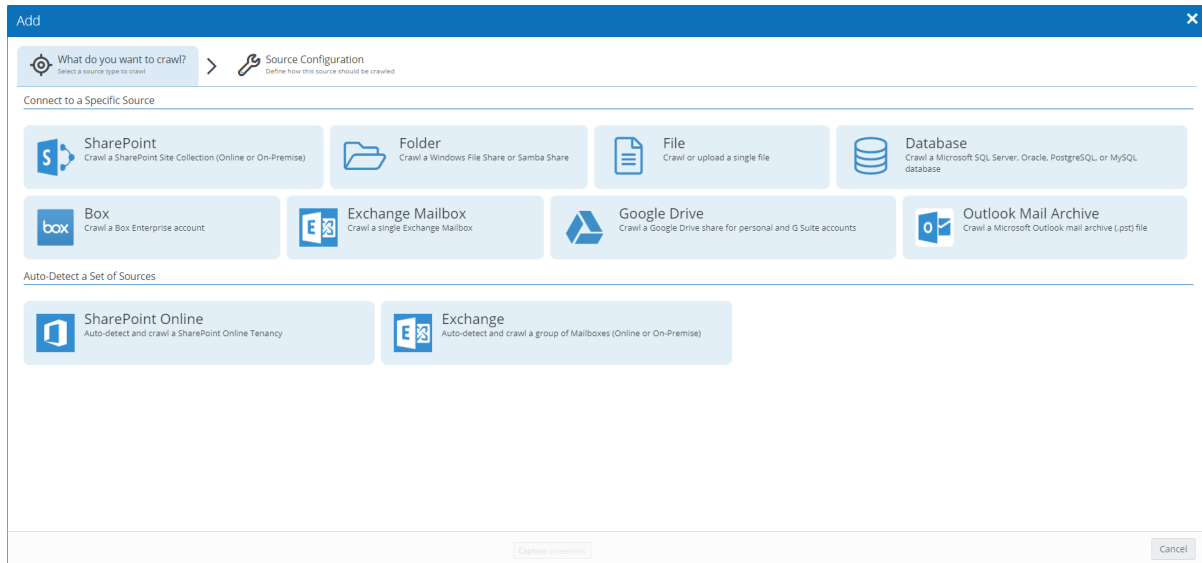 Add
What do you want to crawl?
Select a source type to crawl
Source Configuration
Define how this source should be crawled
Connect to a Specific Source
SharePoint
Crawl a SharePoint Site Collection (Online or On-Premise)
Folder
Crawl a Windows File Share or Samba Share
File
Crawl or upload a single file
Database
Crawl a Microsoft SQL Server, Oracle, PostgreSQL, or MySQL
database
box
Box
Crawl a Box Enterprise account
Exchange Mailbox
Crawl a single Exchange Mailbox
Google Drive
Crawl a Google Drive share for personal and G Suite accounts
Outlook Mail Archive
Crawl a Microsoft Outlook mail archive (.pst) file
Auto-Detect a Set of Sources
SharePoint Online
Auto-detect and crawl a SharePoint Online Tenancy
Exchange
Auto-detect and crawl a group of Mailboxes (Online or On-Premise)
Capture screenshot.
Cancel